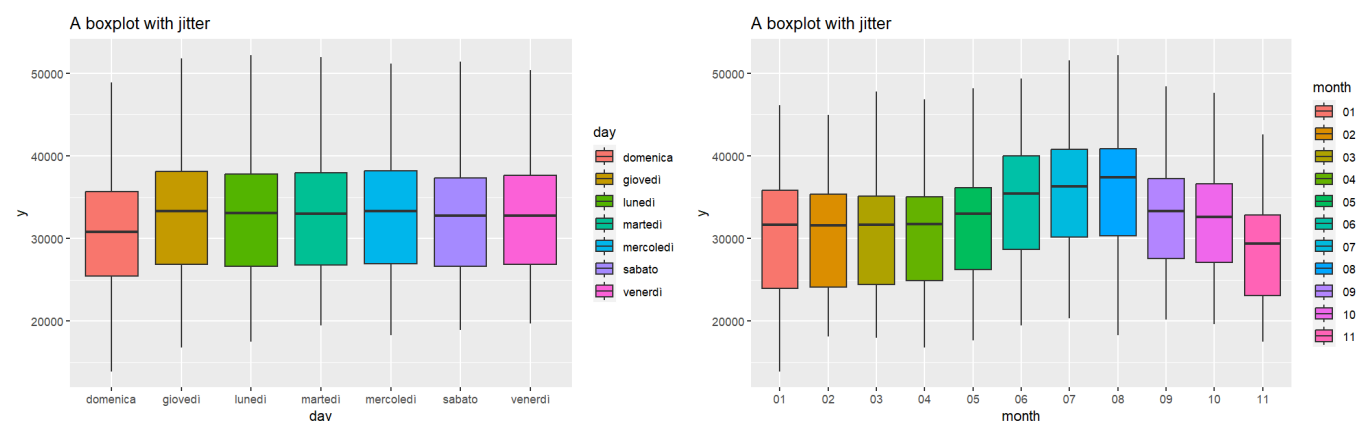 A boxplot with jitter
50000
40000
30000
20000
y
domenica giovedì lunedì martedì mercoledì sabato venerdì
day
day
domenica
giovedì
lunedì
martedì
mercoledì
sabato
venerdì
A boxplot with jitter
50000
40000
30000
20000
y
01 02 03 04 05 06 07 08 09 10 11
month
month
01
02
03
04
05
06
07
08
09
10
11